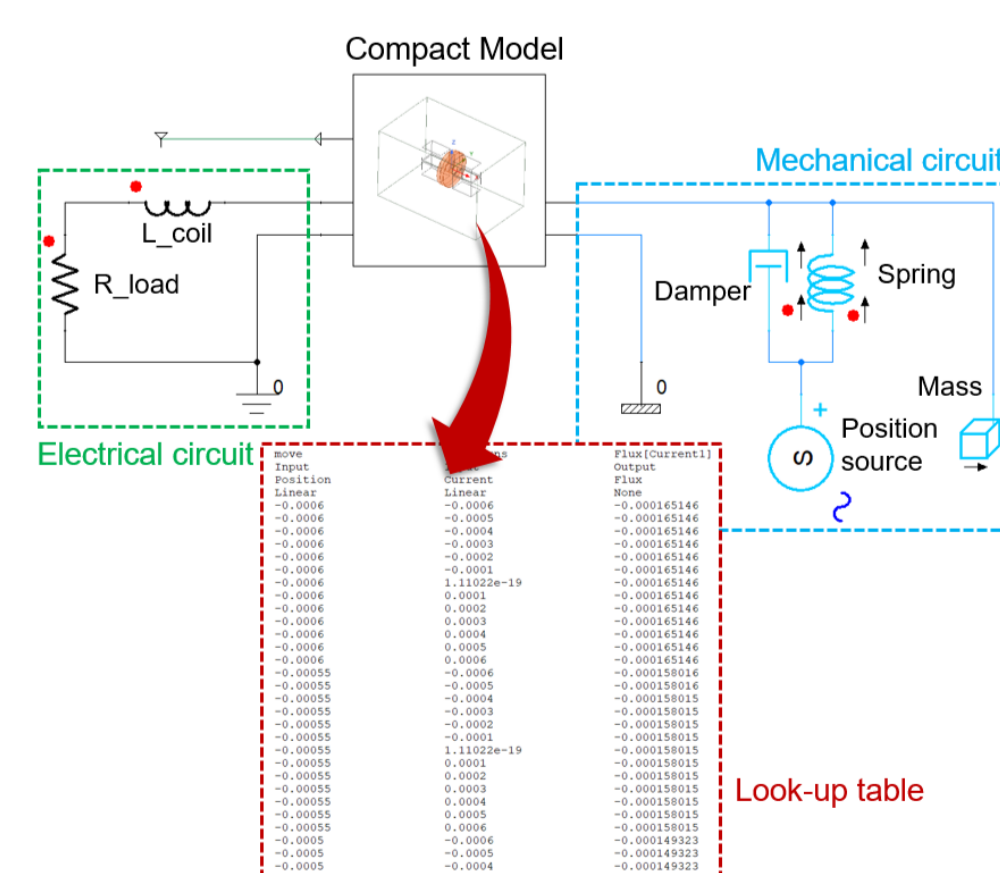 Compact Model
Mechanical circuit
L_coil
R_load
Damper
Spring
0
0
Mass
Position
source
+
S
Electrical circuit
move Flux[Current1]
Input Output
Position Current Flux
Linear Linear None
-0.0006 -0.0006 -0.000165146
-0.0006 -0.0005 -0.000165146
-0.0006 -0.0004 -0.000165146
-0.0006 -0.0003 -0.000165146
-0.0006 -0.0002 -0.000165146
-0.0006 -0.0001 -0.000165146
-0.0006 1.11022e-19 -0.000165146
-0.0006 0.0001 -0.000165146
-0.0006 0.0002 -0.000165146
-0.0006 0.0003 -0.000165146
-0.0006 0.0004 -0.000165146
-0.0006 0.0005 -0.000165146
-0.0006 0.0006 -0.000165146
-0.00055 -0.0006 -0.000158016
-0.00055 -0.0005 -0.000158016
-0.00055 -0.0004 -0.000158015
-0.00055 -0.0003 -0.000158015
-0.00055 -0.0002 -0.000158015
-0.00055 -0.0001 -0.000158015
-0.00055 1.11022e-19 -0.000158015
-0.00055 0.0001 -0.000158015
-0.00055 0.0002 -0.000158015
-0.00055 0.0003 -0.000158015
-0.00055 0.0004 -0.000158015
-0.00055 0.0005 -0.000158015
-0.00055 0.0006 -0.000158015
-0.0005 -0.0006 -0.000149323
-0.0005 -0.0005 -0.000149323
-0.0005 -0.0004 -0.000149323
Look-up table